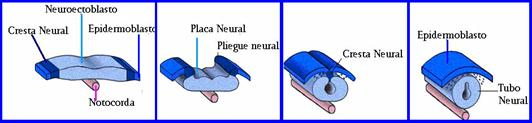 Neuroectoblasto
Cresta Neural
Epidermoblasto
Notocorda
Placa Neural
Pliegue neural
Cresta Neural
Epidermoblasto
Tubo
Neural